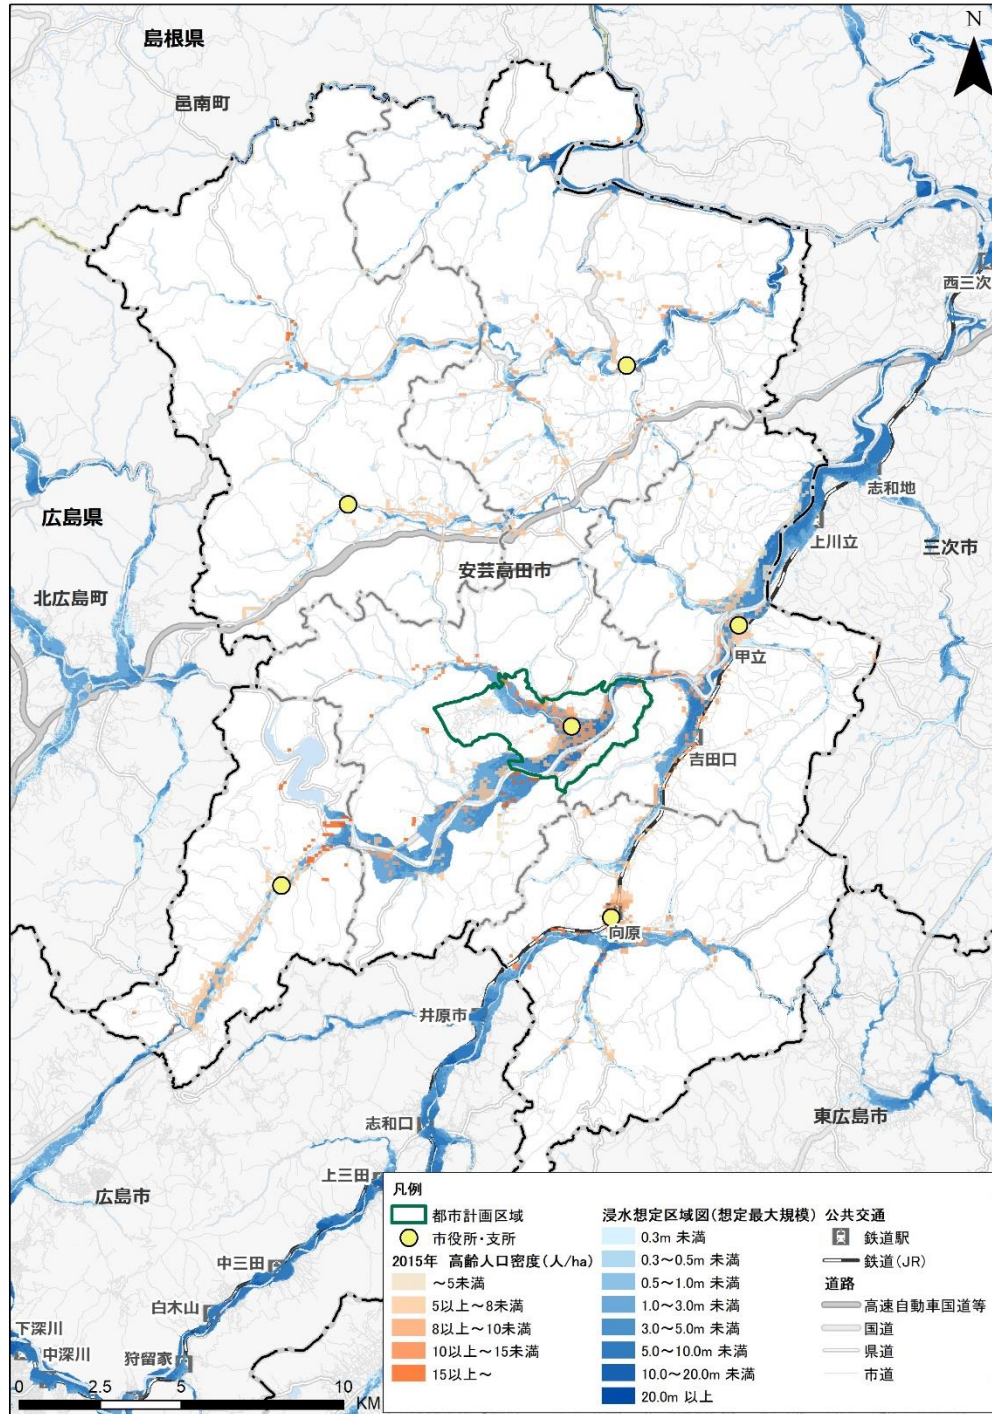 島根県
N
邑南町
西三次
志和地
広島県
上川立
三次市
安芸高田市
北広島町
甲立
吉田口
向原
井原市
東広島市
志和口
上三田
広島市
中三田
白木山
下深川
中深川
狩留家
0 2.5 5 10
KM
凡例
都市計画区域
市役所・支所
2015年 高齢人口密度(人/ha)
~5未満
5以上~8未満
8以上~10未満
10以上~15未満
15以上~
浸水想定区域図(想定最大規模)
0.3m 未満
0.3~0.5m 未満
0.5~1.0m 未満
1.0~3.0m 未満
3.0~5.0m 未満
5.0~10.0m 未満
10.0~20.0m 未満
20.0m 以上
公共交通
鉄道駅
鉄道(JR)
道路
高速自動車国道等
国道
県道
市道